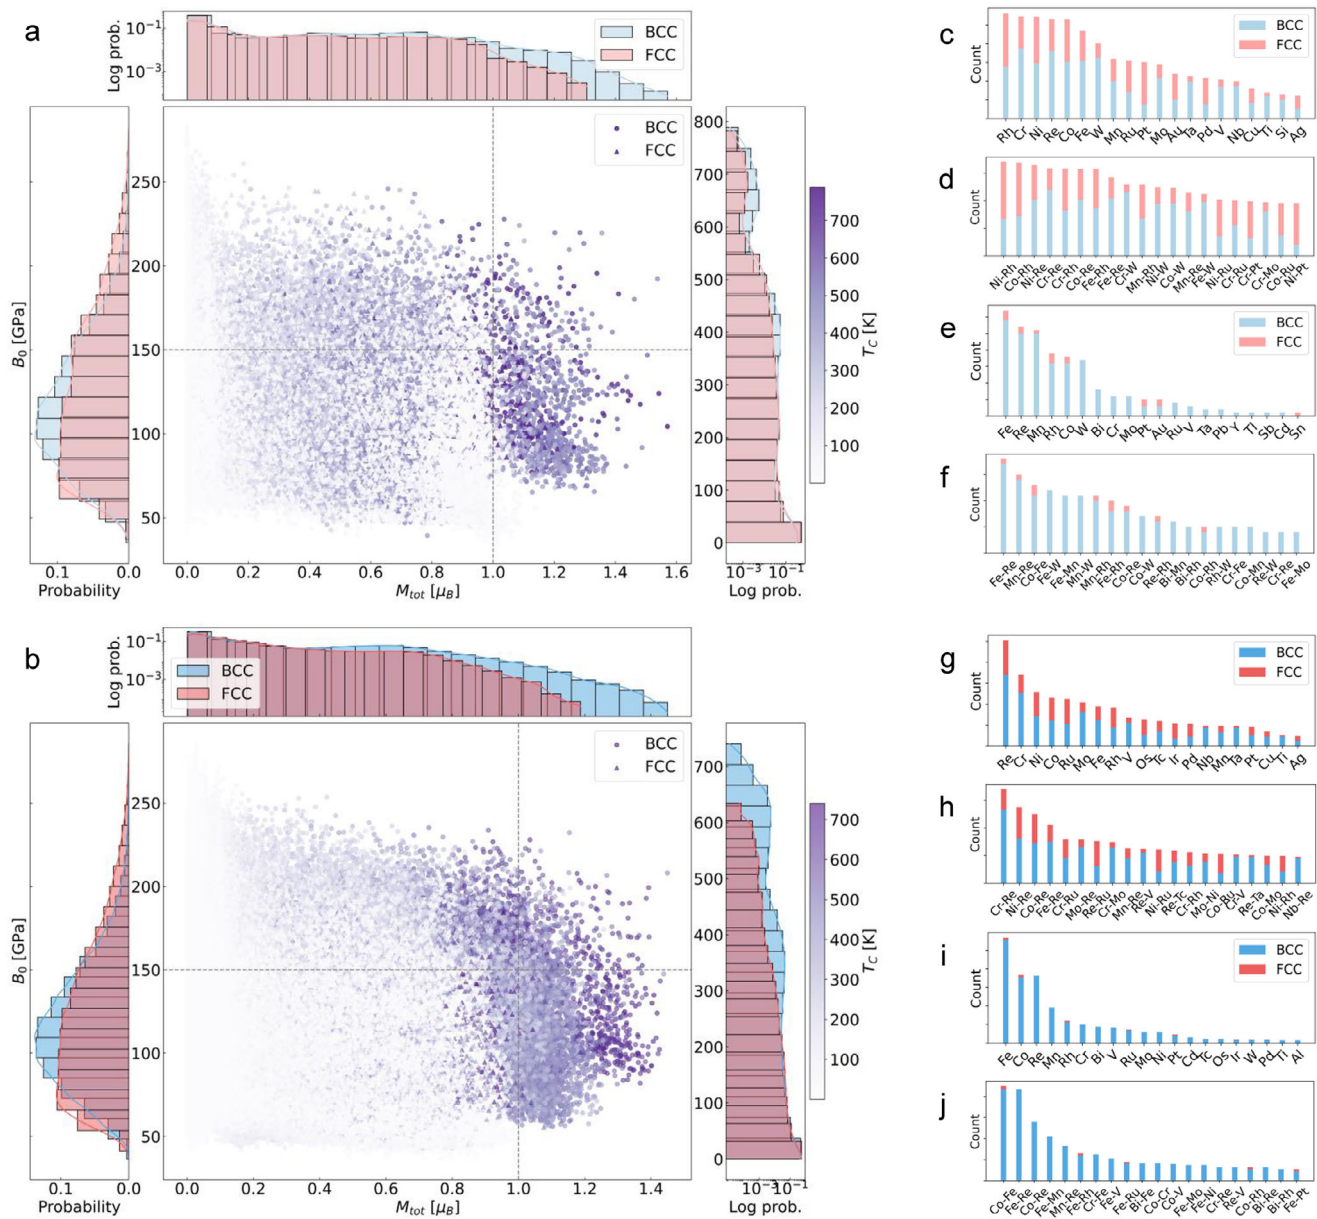 a
Log prob.
10⁻¹
10⁻³
BCC
FCC
B₀ [GPa]
250
200
150
100
50
0.1
0.0
Probability
BCC
FCC
0.0
0.2
0.4
0.6
0.8
1.0
1.2
1.4
1.6
M_tot [μ_B]
800
700
600
500
400
300
200
100
0
10⁻³
10⁻¹
Log prob.
700
600
500
400
300
200
100
T_C [K]
b
Log prob.
10⁻¹
10⁻³
BCC
FCC
B₀ [GPa]
250
200
150
100
50
0.1
0.0
Probability
BCC
FCC
0.0
0.2
0.4
0.6
0.8
1.0
1.2
1.4
M_tot [μ_B]
700
600
500
400
300
200
100
0
10⁻³
10⁻¹
Log prob.
700
600
500
400
300
200
100
T_C [K]
c
Count
BCC
FCC
Rh Cr Ni Re Co Fe W Mn Ru Pt Mo Au Ta Pd V Nb Cu Ti Si Ag
d
Count
BCC
FCC
Ni-Rh Co-Rh Ni-Re Cr-Re Cr-Rh Co-Re Fe-Rh Fe-Re Cr-W Mn-Rh Ni-W Co-W Mn-Re Fe-W Ni-Ru Cr-Ru Cr-Pt Cr-Mo Co-Ru Ni-Pt
e
Count
BCC
FCC
Fe Re Mn Rh Co W Bi Cr Mo Pt Au Ru V Ta Pb Y Tl Sb Cd Sn
f
Count
Fe-Re Mn-Re Co-Fe Fe-W Fe-Mn Mn-W Mn-Rh Fe-Rh Co-Re Co-W Re-Rh Bi-Mn Bi-Rh Co-Rh Rh-W Cr-Fe Co-Mn Re-W Cr-Re Fe-Mo
g
Count
BCC
FCC
Re Cr Ni Co Ru Mo Fe Rh V Os Tc Ir Pd Nb Mn Ta Pt Cu Ti Ag
h
Count
Cr-Re Ni-Re Co-Re Fe-Re Cr-Ru Mo-Re Re-Ru Cr-Mo Mn-Re Re-V Ni-Ru Re-Tc Cr-Rh Mo-Ni Co-Ru Cr-V Re-Ta Co-Mo Ni-Rh Nb-Re
i
Count
BCC
FCC
Fe Co Re Mn Rh Cr Bi V Ru Mo Ni Pt Cd Tc Os Ir W Pd Ti Al
j
Count
Co-Fe Fe-Re Co-Re Fe-Mn Mn-Re Fe-Rh Cr-Fe Fe-V Fe-Ru Bi-Fe Co-Cr Co-V Fe-Mo Fe-Ni Cr-Re Re-V Co-Rh Bi-Re Bi-Rh Fe-Pt